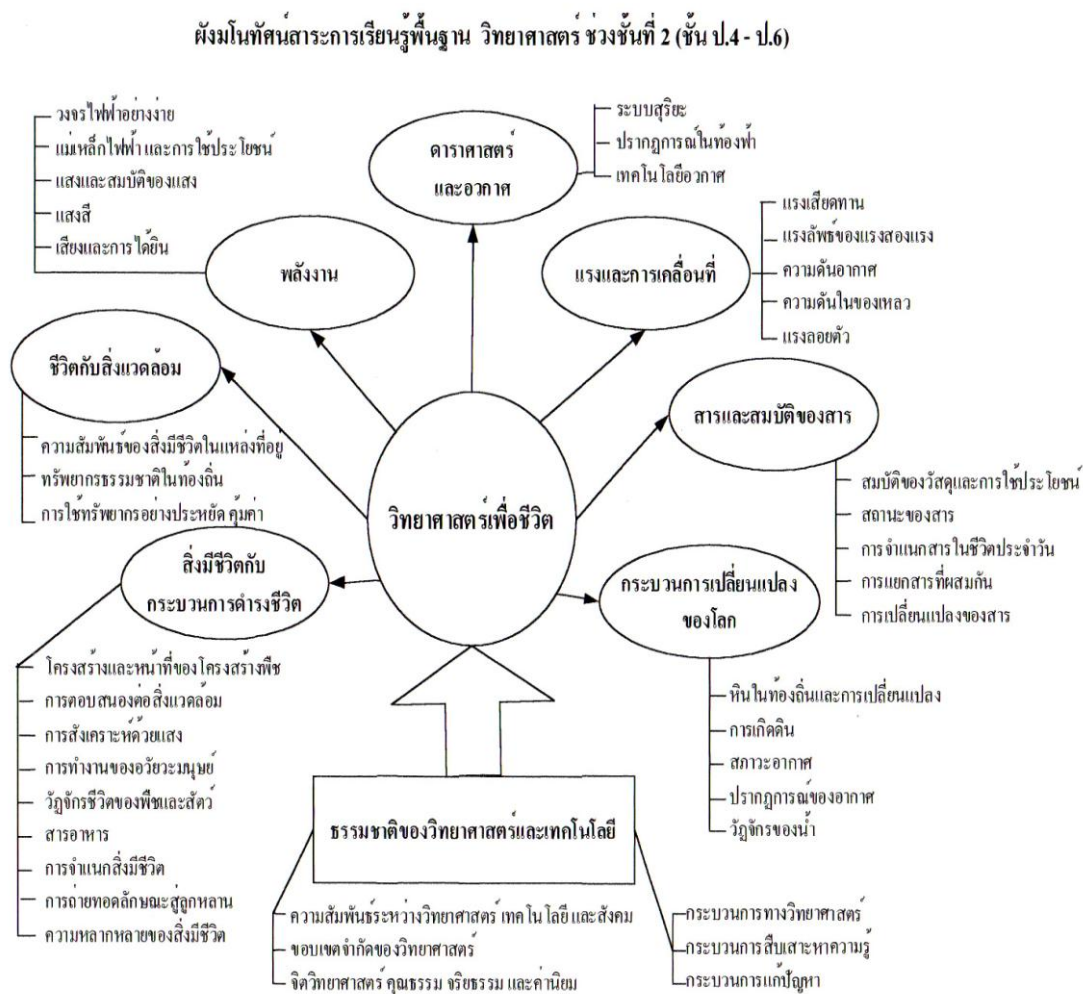 ผังมโนทัศน์สาระการเรียนรู้พื้นฐาน วิทยาศาสตร์ ช่วงชั้นที่ 2 (ชั้น ป.4 - ป.6)
วงจรไฟฟ้าอย่างง่าย
แม่เหล็กไฟฟ้า และการใช้ประโยชน์
แสงและสมบัติของแสง
แสงสี
เสียงและการได้ยิน
พลังงาน
ดาราศาสตร์
และอวกาศ
ระบบสุริยะ
ปรากฏการณ์ในท้องฟ้า
เทคโนโลยีอวกาศ
แรงและการเคลื่อนที่
แรงเสียดทาน
แรงลัพธ์ของแรงสองแรง
ความดันอากาศ
ความดันในของเหลว
แรงลอยตัว
ชีวิตกับสิ่งแวดล้อม
ความสัมพันธ์ของสิ่งมีชีวิตในแหล่งที่อยู่
ทรัพยากรธรรมชาติในท้องถิ่น
การใช้ทรัพยากรอย่างประหยัด คุ้มค่า
วิทยาศาสตร์เพื่อชีวิต
สารและสมบัติของสาร
สมบัติของวัสดุและการใช้ประโยชน์
สถานะของสาร
การจำแนกสารในชีวิตประจำวัน
การแยกสารที่ผสมกัน
การเปลี่ยนแปลงของสาร
สิ่งมีชีวิตกับ
กระบวนการดำรงชีวิต
โครงสร้างและหน้าที่ของโครงสร้างพืช
การตอบสนองต่อสิ่งแวดล้อม
การสังเคราะห์ด้วยแสง
การทำงานของอวัยวะมนุษย์
วัฏจักรชีวิตของพืชและสัตว์
สารอาหาร
การจำแนกสิ่งมีชีวิต
การถ่ายทอดลักษณะสู่ลูกหลาน
ความหลากหลายของสิ่งมีชีวิต
กระบวนการเปลี่ยนแปลง
ของโลก
หินในท้องถิ่นและการเปลี่ยนแปลง
การเกิดดิน
สภาวะอากาศ
ปรากฏการณ์ของอากาศ
วัฏจักรของน้ำ
ธรรมชาติของวิทยาศาสตร์และเทคโนโลยี
ความสัมพันธ์ระหว่างวิทยาศาสตร์ เทคโนโลยี และสังคม
ขอบเขตจำกัดของวิทยาศาสตร์
จิตวิทยาศาสตร์ คุณธรรม จริยธรรม และค่านิยม
กระบวนการทางวิทยาศาสตร์
กระบวนการสืบเสาะหาความรู้
กระบวนการแก้ปัญหา